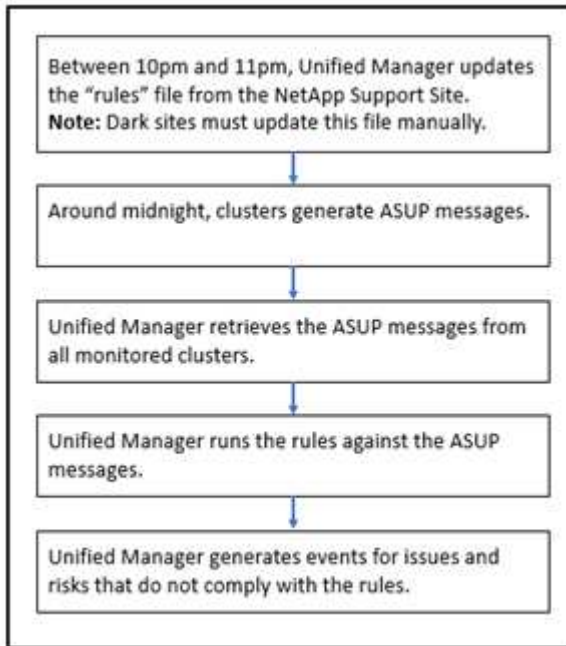 Between 10pm and 11pm, Unified Manager updates
the “rules” file from the NetApp Support Site.
Note: Dark sites must update this file manually.
Around midnight, clusters generate ASUP messages.
Unified Manager retrieves the ASUP messages from
all monitored clusters.
Unified Manager runs the rules against the ASUP
messages.
Unified Manager generates events for issues and
risks that do not comply with the rules.